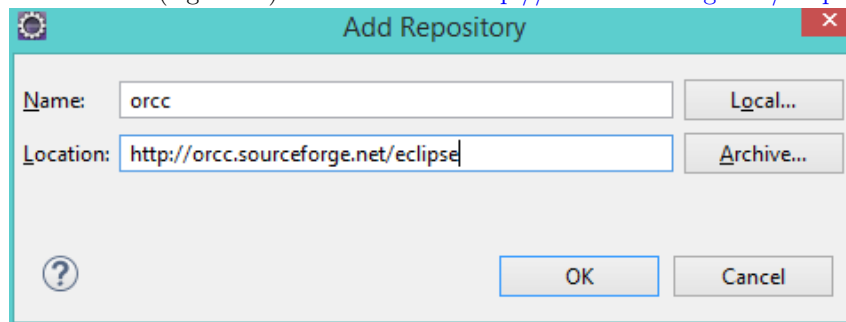 Add Repository
Name: orcc Local...
Location: http://orcc.sourceforge.net/eclipse Archive...
OK Cancel